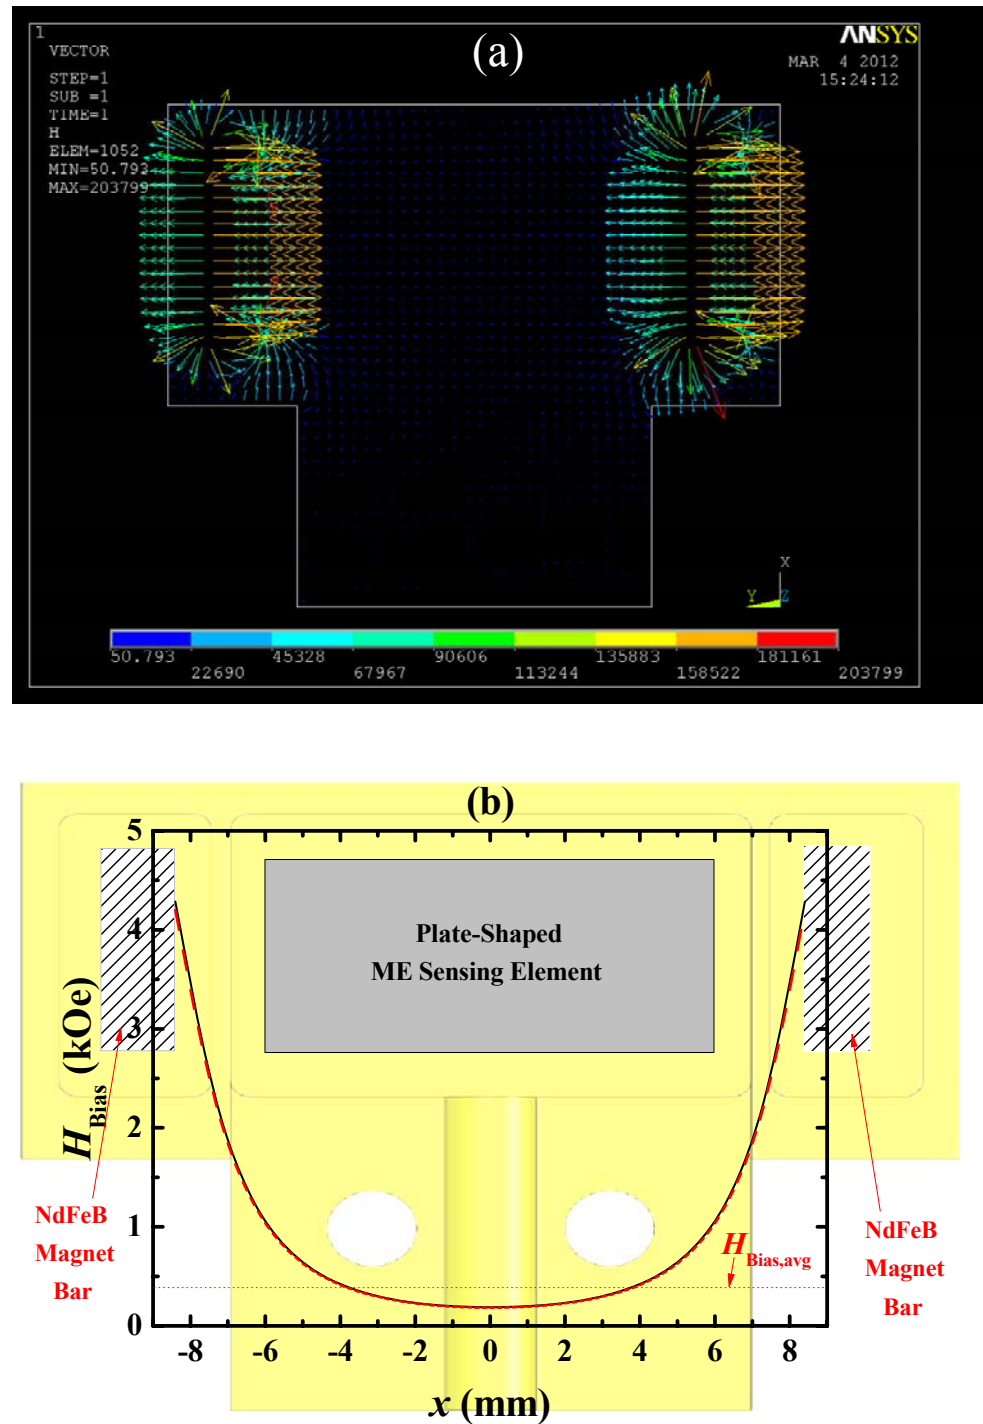 1
VECTOR
STEP=1
SUB =1
TIME=1
H
ELEM=1052
MIN=50.793
MAX=203799
(a)
ANSYS
MAR 4 2012
15:24:12
X
Y Z
50.793 45328 90606 135883 181161
22690 67967 113244 158522 203799
(b)
5
4
3
2
1
0
H Bias (kOe)
Plate-Shaped
ME Sensing Element
NdFeB
Magnet
Bar
H Bias,avg
NdFeB
Magnet
Bar
-8 -6 -4 -2 0 2 4 6 8
x (mm)